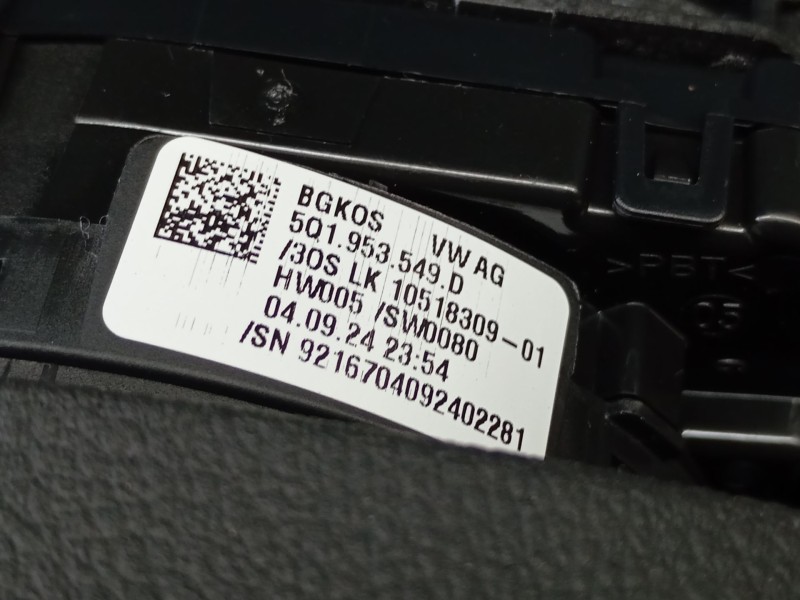 BGKOS VW AG
5Q1.953.549.D
/3OS LK 10518309-01
HW005 /SW0080
04.09.24 23:54
/SN 9216704092402281
>PBT<